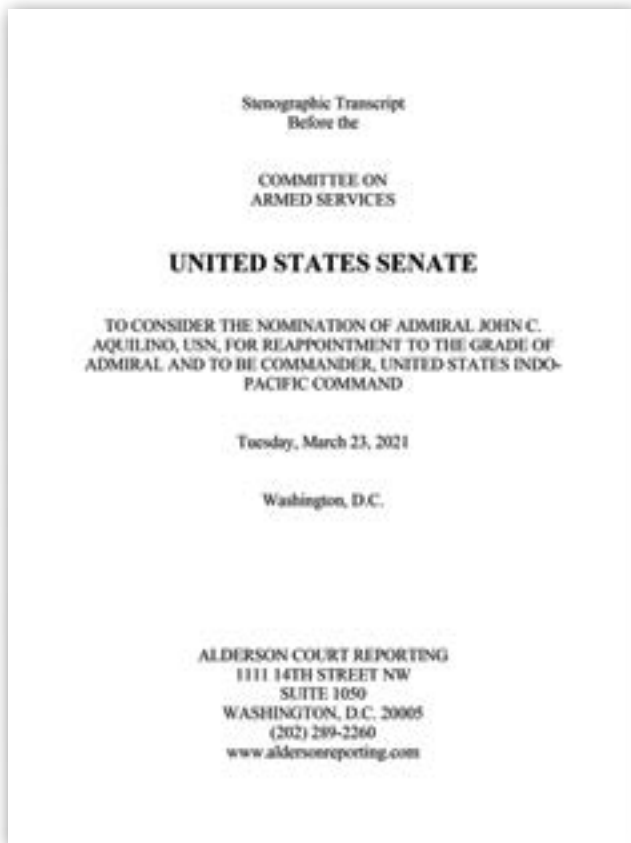 Stenographic Transcript
Before the
COMMITTEE ON
ARMED SERVICES
UNITED STATES SENATE
TO CONSIDER THE NOMINATION OF ADMIRAL JOHN C.
AQUILINO, USN, FOR REAPPOINTMENT TO THE GRADE OF
ADMIRAL AND TO BE COMMANDER, UNITED STATES INDO-
PACIFIC COMMAND
Tuesday, March 23, 2021
Washington, D.C.
ALDERSON COURT REPORTING
1111 14TH STREET NW
SUITE 1050
WASHINGTON, D.C. 20005
(202) 289-2260
www.aldersonreporting.com